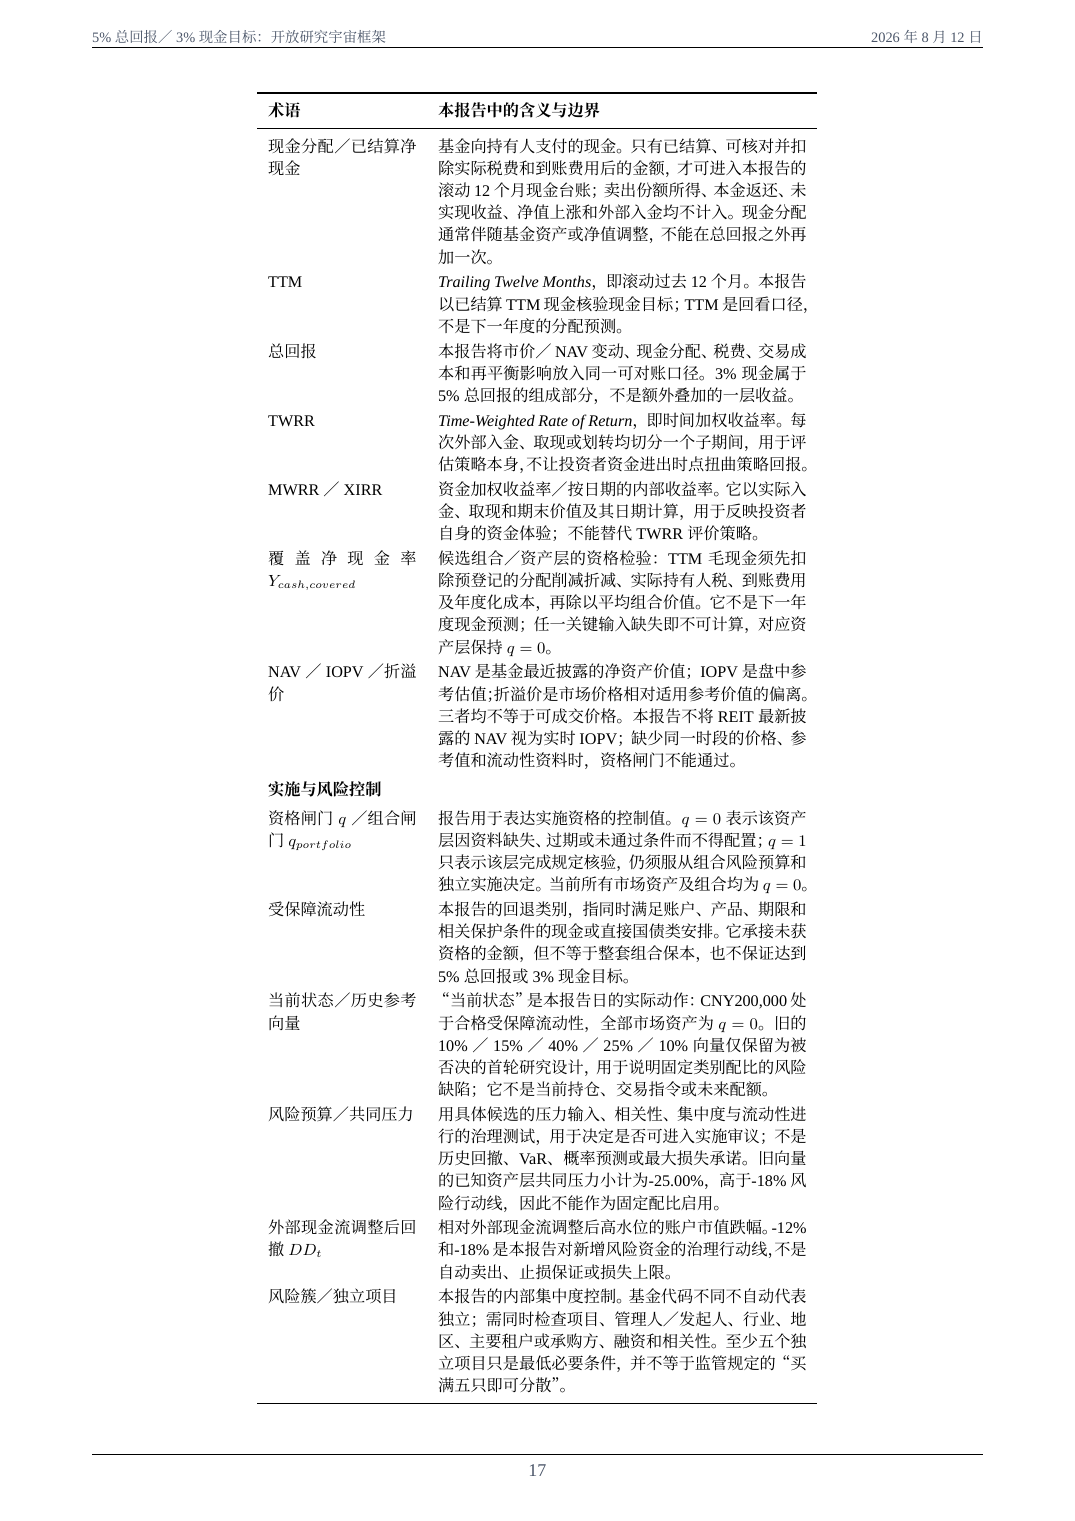 5% 总回报／ 3% 现金目标：开放研究宇宙框架
2026 年 8 月 12 日
术语
本报告中的含义与边界
现金分配／已结算净
现金
基金向持有人支付的现金。只有已结算、可核对并扣
除实际税费和到账费用后的金额，才可进入本报告的
滚动 12 个月现金台账；卖出份额所得、本金返还、未
实现收益、净值上涨和外部入金均不计入。现金分配
通常伴随基金资产或净值调整，不能在总回报之外再
加一次。
TTM
Trailing Twelve Months，即滚动过去 12 个月。本报告
以已结算 TTM 现金核验现金目标；TTM 是回看口径，
不是下一年度的分配预测。
总回报
本报告将市价／ NAV 变动、现金分配、税费、交易成
本和再平衡影响放入同一可对账口径。3% 现金属于
5% 总回报的组成部分，不是额外叠加的一层收益。
TWRR
Time-Weighted Rate of Return，即时间加权收益率。每
次外部入金、取现或划转均切分一个子期间，用于评
估策略本身，不让投资者资金进出时点扭曲策略回报。
MWRR ／ XIRR
资金加权收益率／按日期的内部收益率。它以实际入
金、取现和期末价值及其日期计算，用于反映投资者
自身的资金体验；不能替代 TWRR 评价策略。
覆盖净现金率
Y_{cash,covered}
候选组合／资产层的资格检验：TTM 毛现金须先扣
除预登记的分配削减折减、实际持有人税、到账费用
及年度化成本，再除以平均组合价值。它不是下一年
度现金预测；任一关键输入缺失即不可计算，对应资
产层保持 q = 0。
NAV ／ IOPV ／折溢
价
NAV 是基金最近披露的净资产价值；IOPV 是盘中参
考估值；折溢价是市场价格相对适用参考价值的偏离。
三者均不等于可成交价格。本报告不将 REIT 最新披
露的 NAV 视为实时 IOPV；缺少同一时段的价格、参
考值和流动性资料时，资格闸门不能通过。
实施与风险控制
资格闸门 q ／组合闸
门 q_{portfolio}
报告用于表达实施资格的控制值。q = 0 表示该资产
层因资料缺失、过期或未通过条件而不得配置；q = 1
只表示该层完成规定核验，仍须服从组合风险预算和
独立实施决定。当前所有市场资产及组合均为 q = 0。
受保障流动性
本报告的回退类别，指同时满足账户、产品、期限和
相关保护条件的现金或直接国债类安排。它承接未获
资格的金额，但不等于整套组合保本，也不保证达到
5% 总回报或 3% 现金目标。
当前状态／历史参考
向量
“当前状态”是本报告日的实际动作：CNY200,000 处
于合格受保障流动性，全部市场资产为 q = 0。旧的
10% ／ 15% ／ 40% ／ 25% ／ 10% 向量仅保留为被
否决的首轮研究设计，用于说明固定类别配比的风险
缺陷；它不是当前持仓、交易指令或未来配额。
风险预算／共同压力
用具体候选的压力输入、相关性、集中度与流动性进
行的治理测试，用于决定是否可进入实施审议；不是
历史回撤、VaR、概率预测或最大损失承诺。旧向量
的已知资产层共同压力小计为-25.00%，高于-18% 风
险行动线，因此不能作为固定配比启用。
外部现金流调整后回
撤 DD_t
相对外部现金流调整后高水位的账户市值跌幅。-12%
和-18% 是本报告对新增风险资金的治理行动线，不是
自动卖出、止损保证或损失上限。
风险簇／独立项目
本报告的内部集中度控制。基金代码不同不自动代表
独立；需同时检查项目、管理人／发起人、行业、地
区、主要租户或承购方、融资和相关性。至少五个独
立项目只是最低必要条件，并不等于监管规定的“买
满五只即可分散”。
17